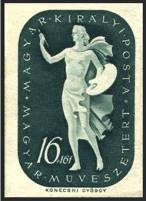 MAGYAR KIRÁLYI POSTA
MAGYAR MŰVÉSZETÉRT
16+16f
KONECSNI GYÖRGY